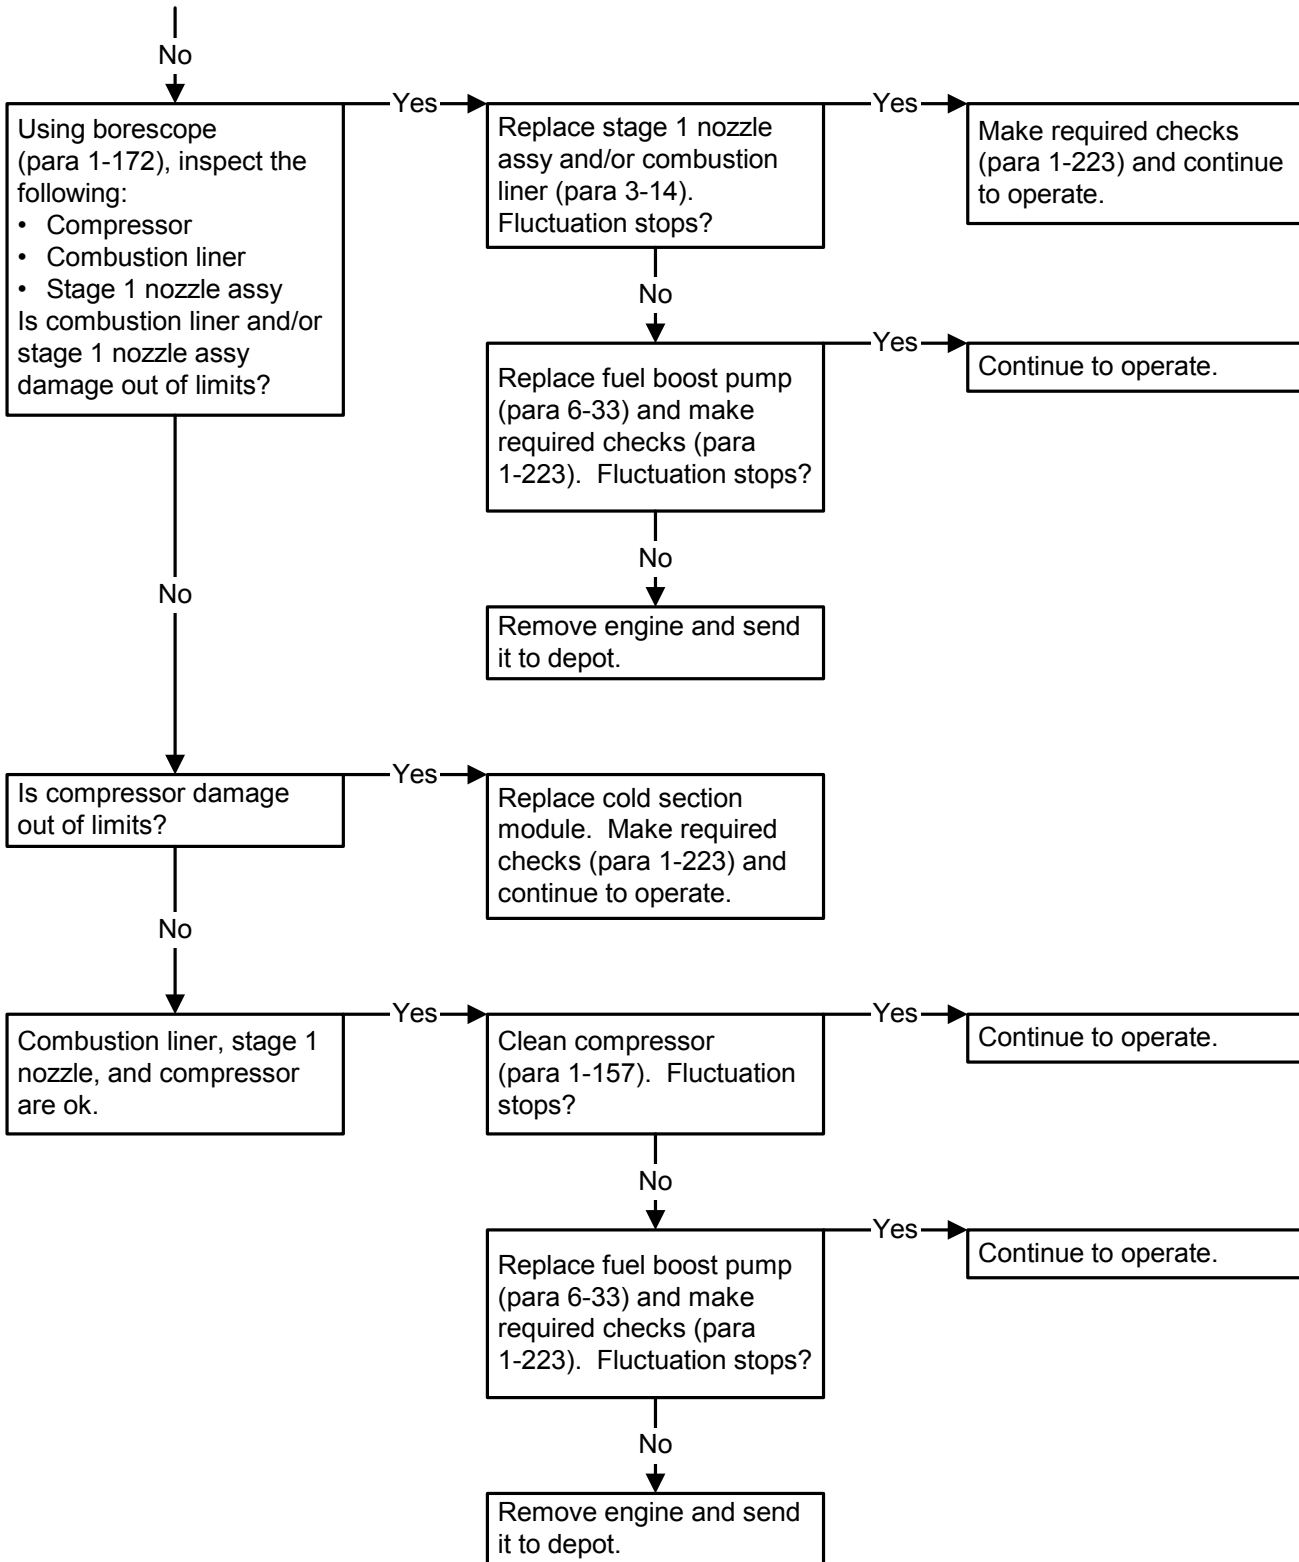 No
Using borescope
(para 1-172), inspect the
following:
• Compressor
• Combustion liner
• Stage 1 nozzle assy
Is combustion liner and/or
stage 1 nozzle assy
damage out of limits?
Yes
Replace stage 1 nozzle
assy and/or combustion
liner (para 3-14).
Fluctuation stops?
Yes
Make required checks
(para 1-223) and continue
to operate.
No
Replace fuel boost pump
(para 6-33) and make
required checks (para
1-223).  Fluctuation stops?
Yes
Continue to operate.
No
Remove engine and send
it to depot.
No
Is compressor damage
out of limits?
Yes
Replace cold section
module.  Make required
checks (para 1-223) and
continue to operate.
No
Combustion liner, stage 1
nozzle, and compressor
are ok.
Yes
Clean compressor
(para 1-157).  Fluctuation
stops?
Yes
Continue to operate.
No
Replace fuel boost pump
(para 6-33) and make
required checks (para
1-223).  Fluctuation stops?
Yes
Continue to operate.
No
Remove engine and send
it to depot.